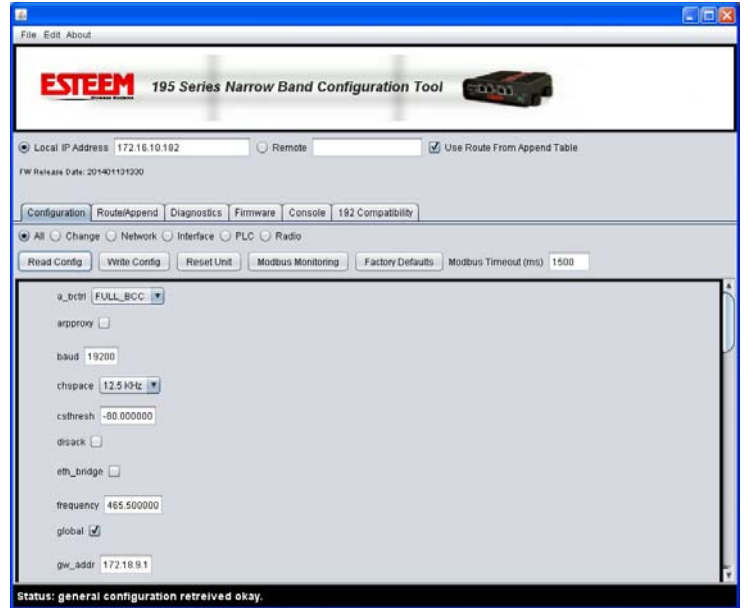 File Edit About
ESTEEM
195 Series Narrow Band Configuration Tool
Local IP Address 172.16.10.182 Remote Use Route From Append Table
FW Release Date: 201401131300
Configuration Route/Append Diagnostics Firmware Console 192 Compatibility
All Change Network Interface PLC Radio
Read Config Write Config Reset Unit Modbus Monitoring Factory Defaults Modbus Timeout (ms) 1500
a_bctrl FULL_BCC
arpproxy
baud 19200
chspace 12.5 KHz
csthresh -80.000000
disack
eth_bridge
frequency 465.500000
global
gw_addr 172.18.9.1
Status: general configuration retreived okay.